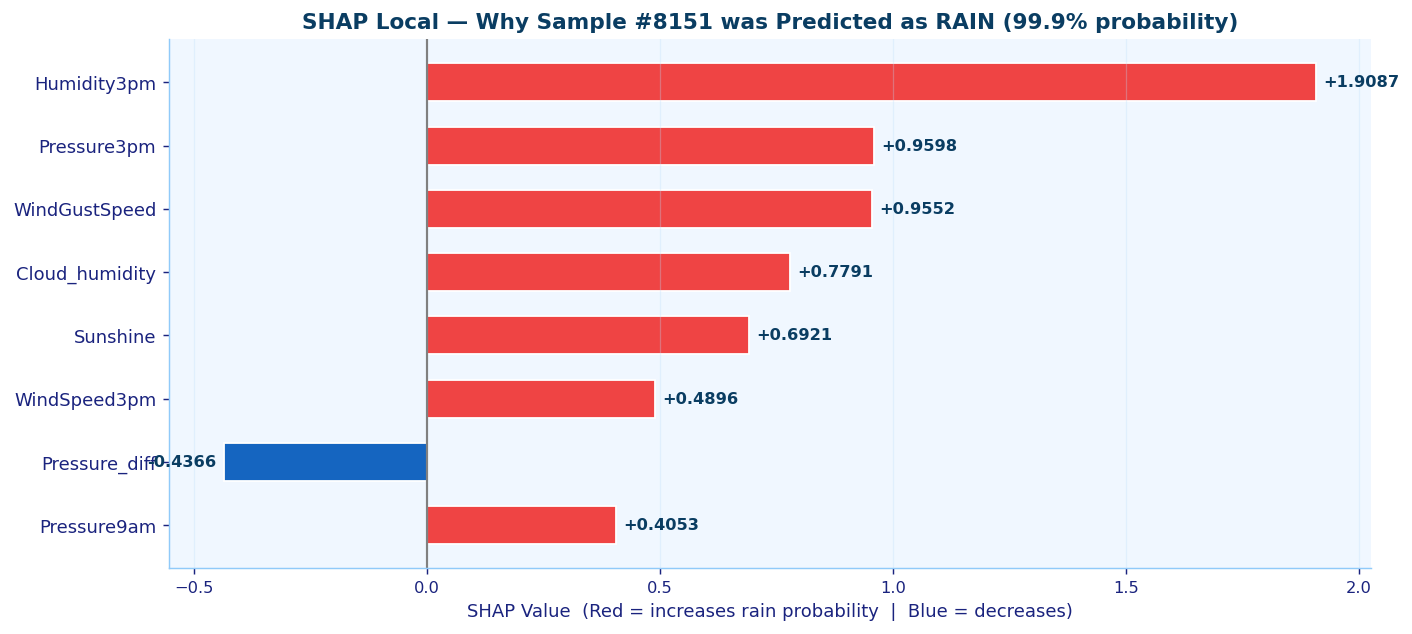 SHAP Local — Why Sample #8151 was Predicted as RAIN (99.9% probability)
Humidity3pm
+1.9087
Pressure3pm
+0.9598
WindGustSpeed
+0.9552
Cloud_humidity
+0.7791
Sunshine
+0.6921
WindSpeed3pm
+0.4896
Pressure_diff
-0.4366
Pressure9am
+0.4053
−0.5 0.0 0.5 1.0 1.5 2.0
SHAP Value (Red = increases rain probability | Blue = decreases)